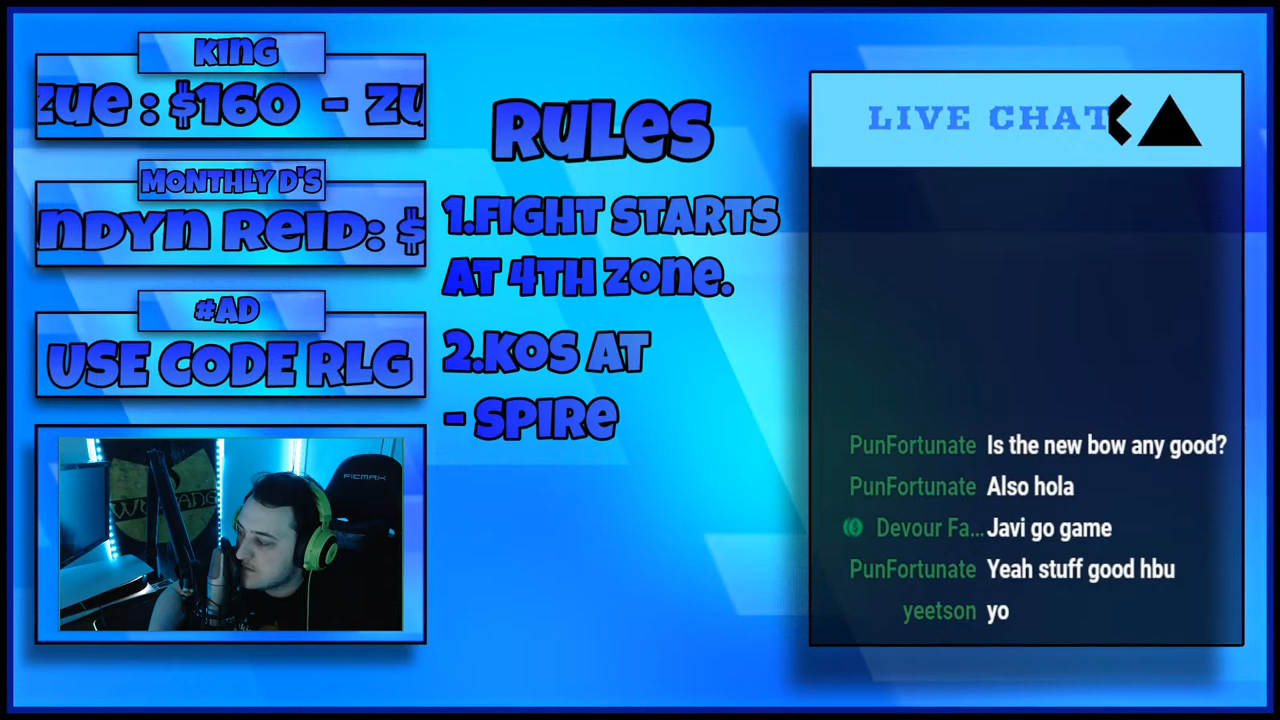 King
zue : $160 - zu
Monthly D's
ndyn Reid: $
#AD
USE CODE RLG
FICMAX
Rules
1.FIGHT STARTS
AT 4TH ZONE.
2.KOS AT
- SPIRE
LIVE CHAT
PunFortunate Is the new bow any good?
PunFortunate Also hola
Devour Fa... Javi go game
PunFortunate Yeah stuff good hbu
yeetson yo